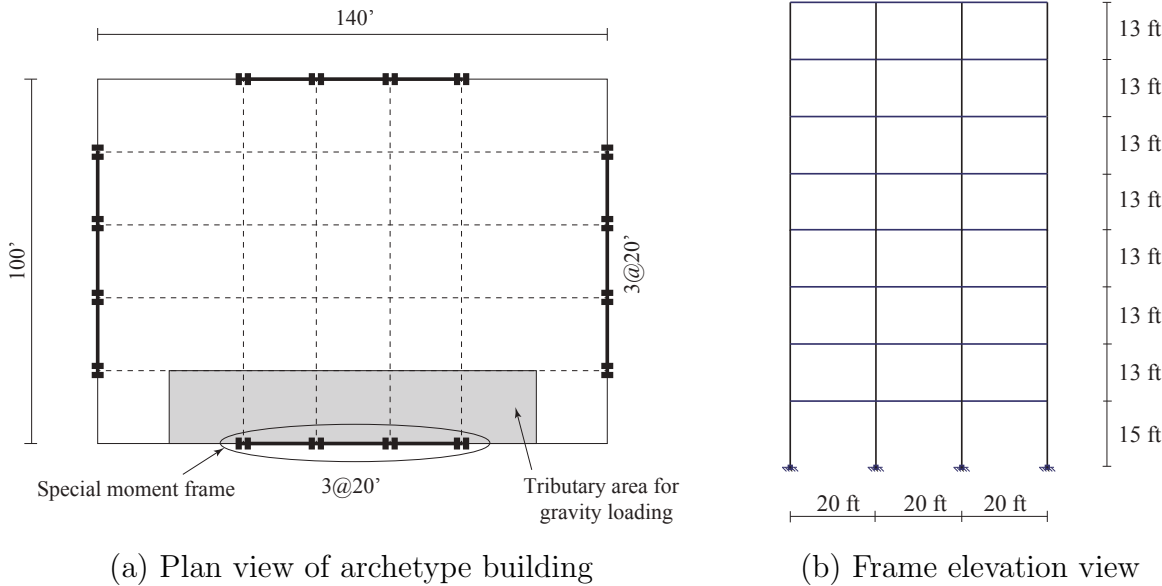 140’
100’
3@20’
Special moment frame
3@20’
Tributary area for
gravity loading
(a) Plan view of archetype building
13 ft
13 ft
13 ft
13 ft
13 ft
13 ft
13 ft
15 ft
20 ft 20 ft 20 ft
(b) Frame elevation view